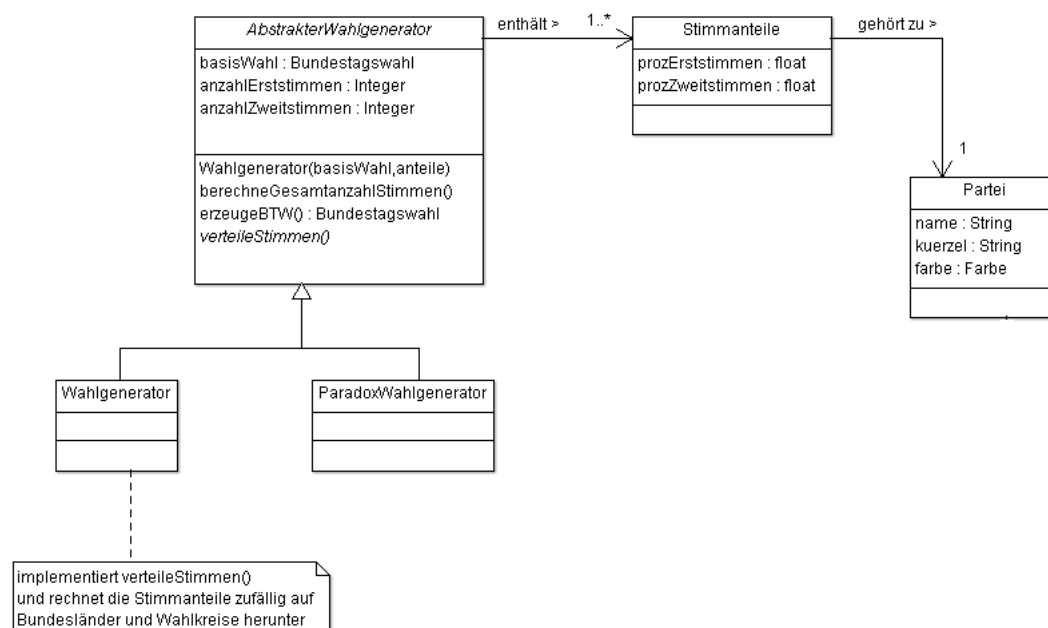 AbstrakterWahlgenerator
basisWahl : Bundestagswahl
anzahlErststimmen : Integer
anzahlZweitstimmen : Integer
Wahlgenerator(basisWahl,anteile)
berechneGesamtanzahlStimmen()
erzeugeBTW() : Bundestagswahl
verteileStimmen()
enthält >
1..*
Stimmanteile
prozErststimmen : float
prozZweitstimmen : float
gehört zu >
1
Partei
name : String
kuerzel : String
farbe : Farbe
Wahlgenerator
ParadoxWahlgenerator
implementiert verteileStimmen()
und rechnet die Stimmanteile zufällig auf
Bundesländer und Wahlkreise herunter